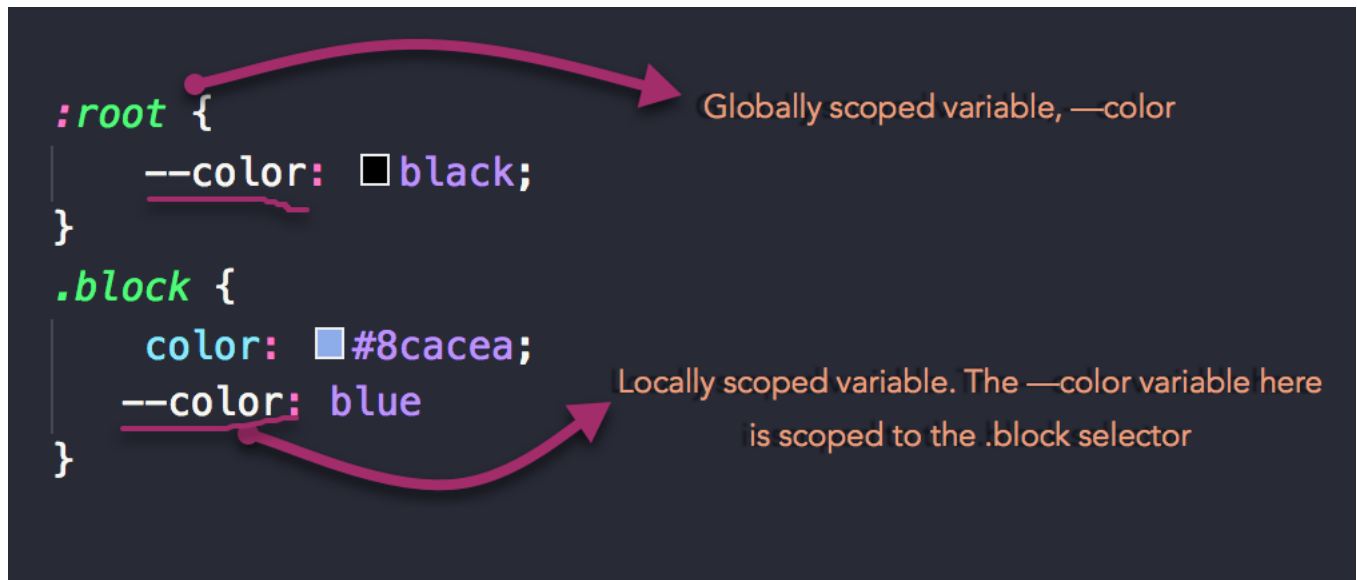 :root {
Globally scoped variable, —color
--color: black;
}
.block {
color: #8cacea;
--color: blue
Locally scoped variable. The —color variable here
is scoped to the .block selector
}